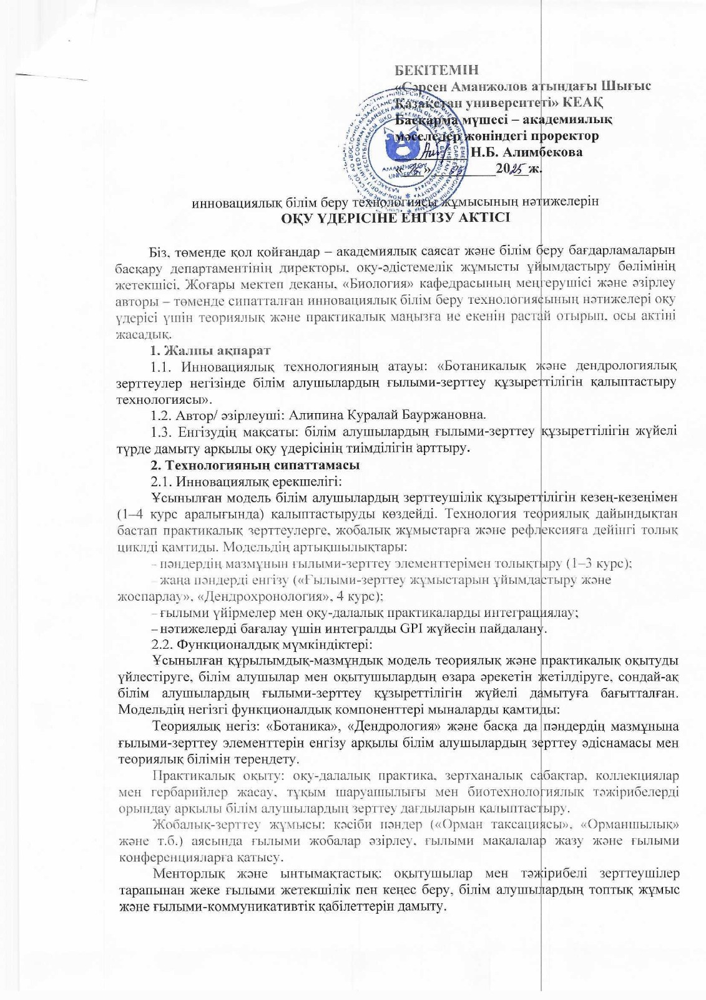 БЕКІТЕМІН
«Сәрсен Аманжолов атындағы Шығыс
Қазақстан университеті» КЕАҚ
Басқарма мүшесі – академиялық
мәселелер жөніндегі проректор
Н.Б. Алимбекова
« » 2025 ж.
инновациялық білім беру технологиясы жұмысының нәтижелерін
ОҚУ ҮДЕРІСІНЕ ЕНГІЗУ АКТІСІ
Біз, төменде қол қойғандар – академиялық саясат және білім беру бағдарламаларын
басқару департаментінің директоры, оқу-әдістемелік жұмысты ұйымдастыру бөлімінің
жетекшісі, Жоғары мектеп деканы, «Биология» кафедрасының меңгерушісі және әзірлеу
авторы – төменде сипатталған инновациялық білім беру технологиясының нәтижелері оқу
үдерісі үшін теориялық және практикалық маңызға ие екенін растай отырып, осы актіні
жасадық.
1. Жалпы ақпарат
1.1. Инновациялық технологияның атауы: «Ботаникалық және дендрологиялық
зерттеулер негізінде білім алушылардың ғылыми-зерттеу құзыреттілігін қалыптастыру
технологиясы».
1.2. Автор/ әзірлеуші: Алипина Куралай Бауржановна.
1.3. Енгізудің мақсаты: білім алушылардың ғылыми-зерттеу құзыреттілігін жүйелі
түрде дамыту арқылы оқу үдерісінің тиімділігін арттыру.
2. Технологияның сипаттамасы
2.1. Инновациялық ерекшелігі:
Ұсынылған модель білім алушылардың зерттеушілік құзыреттілігін кезең-кезеңімен
(1–4 курс аралығында) қалыптастыруды көздейді. Технология теориялық дайындықтан
бастап практикалық зерттеулерге, жобалық жұмыстарға және рефлексияға дейінгі толық
циклді қамтиды. Модельдің артықшылықтары:
– пәндердің мазмұнын ғылыми-зерттеу элементтерімен толықтыру (1–3 курс);
– жаңа пәндерді енгізу («Ғылыми-зерттеу жұмыстарын ұйымдастыру және
жоспарлау», «Дендрохронология», 4 курс);
– ғылыми үйірмелер мен оқу-далалық практикаларды интеграциялау;
– нәтижелерді бағалау үшін интегралды GPI жүйесін пайдалану.
2.2. Функционалдық мүмкіндіктері:
Ұсынылған құрылымдық-мазмұндық модель теориялық және практикалық оқытуды
үйлестіруге, білім алушылар мен оқытушылардың өзара әрекетін жетілдіруге, сондай-ақ
білім алушылардың ғылыми-зерттеу құзыреттілігін жүйелі дамытуға бағытталған.
Модельдің негізгі функционалдық компоненттері мыналарды қамтиды:
Теориялық негіз: «Ботаника», «Дендрология» және басқа да пәндердің мазмұнына
ғылыми-зерттеу элементтерін енгізу арқылы білім алушылардың зерттеу әдіснамасы мен
теориялық білімін тереңдету.
Практикалық оқыту: оқу-далалық практика, зертханалық сабақтар, коллекциялар
мен гербарийлер жасау, тұқым шаруашылығы мен биотехнологиялық тәжірибелерді
орындау арқылы білім алушылардың зерттеу дағдыларын қалыптастыру.
Жобалық-зерттеу жұмысы: кәсіби пәндер («Орман таксациясы», «Орманшылық»
және т.б.) аясында ғылыми жобалар әзірлеу, ғылыми мақалалар жазу және ғылыми
конференцияларға қатысу.
Менторлық және ынтымақтастық: оқытушылар мен тәжірибелі зерттеушілер
тарапынан жеке ғылыми жетекшілік пен кеңес беру, білім алушылардың топтық жұмыс
және ғылыми-коммуникативтік қабілеттерін дамыту.